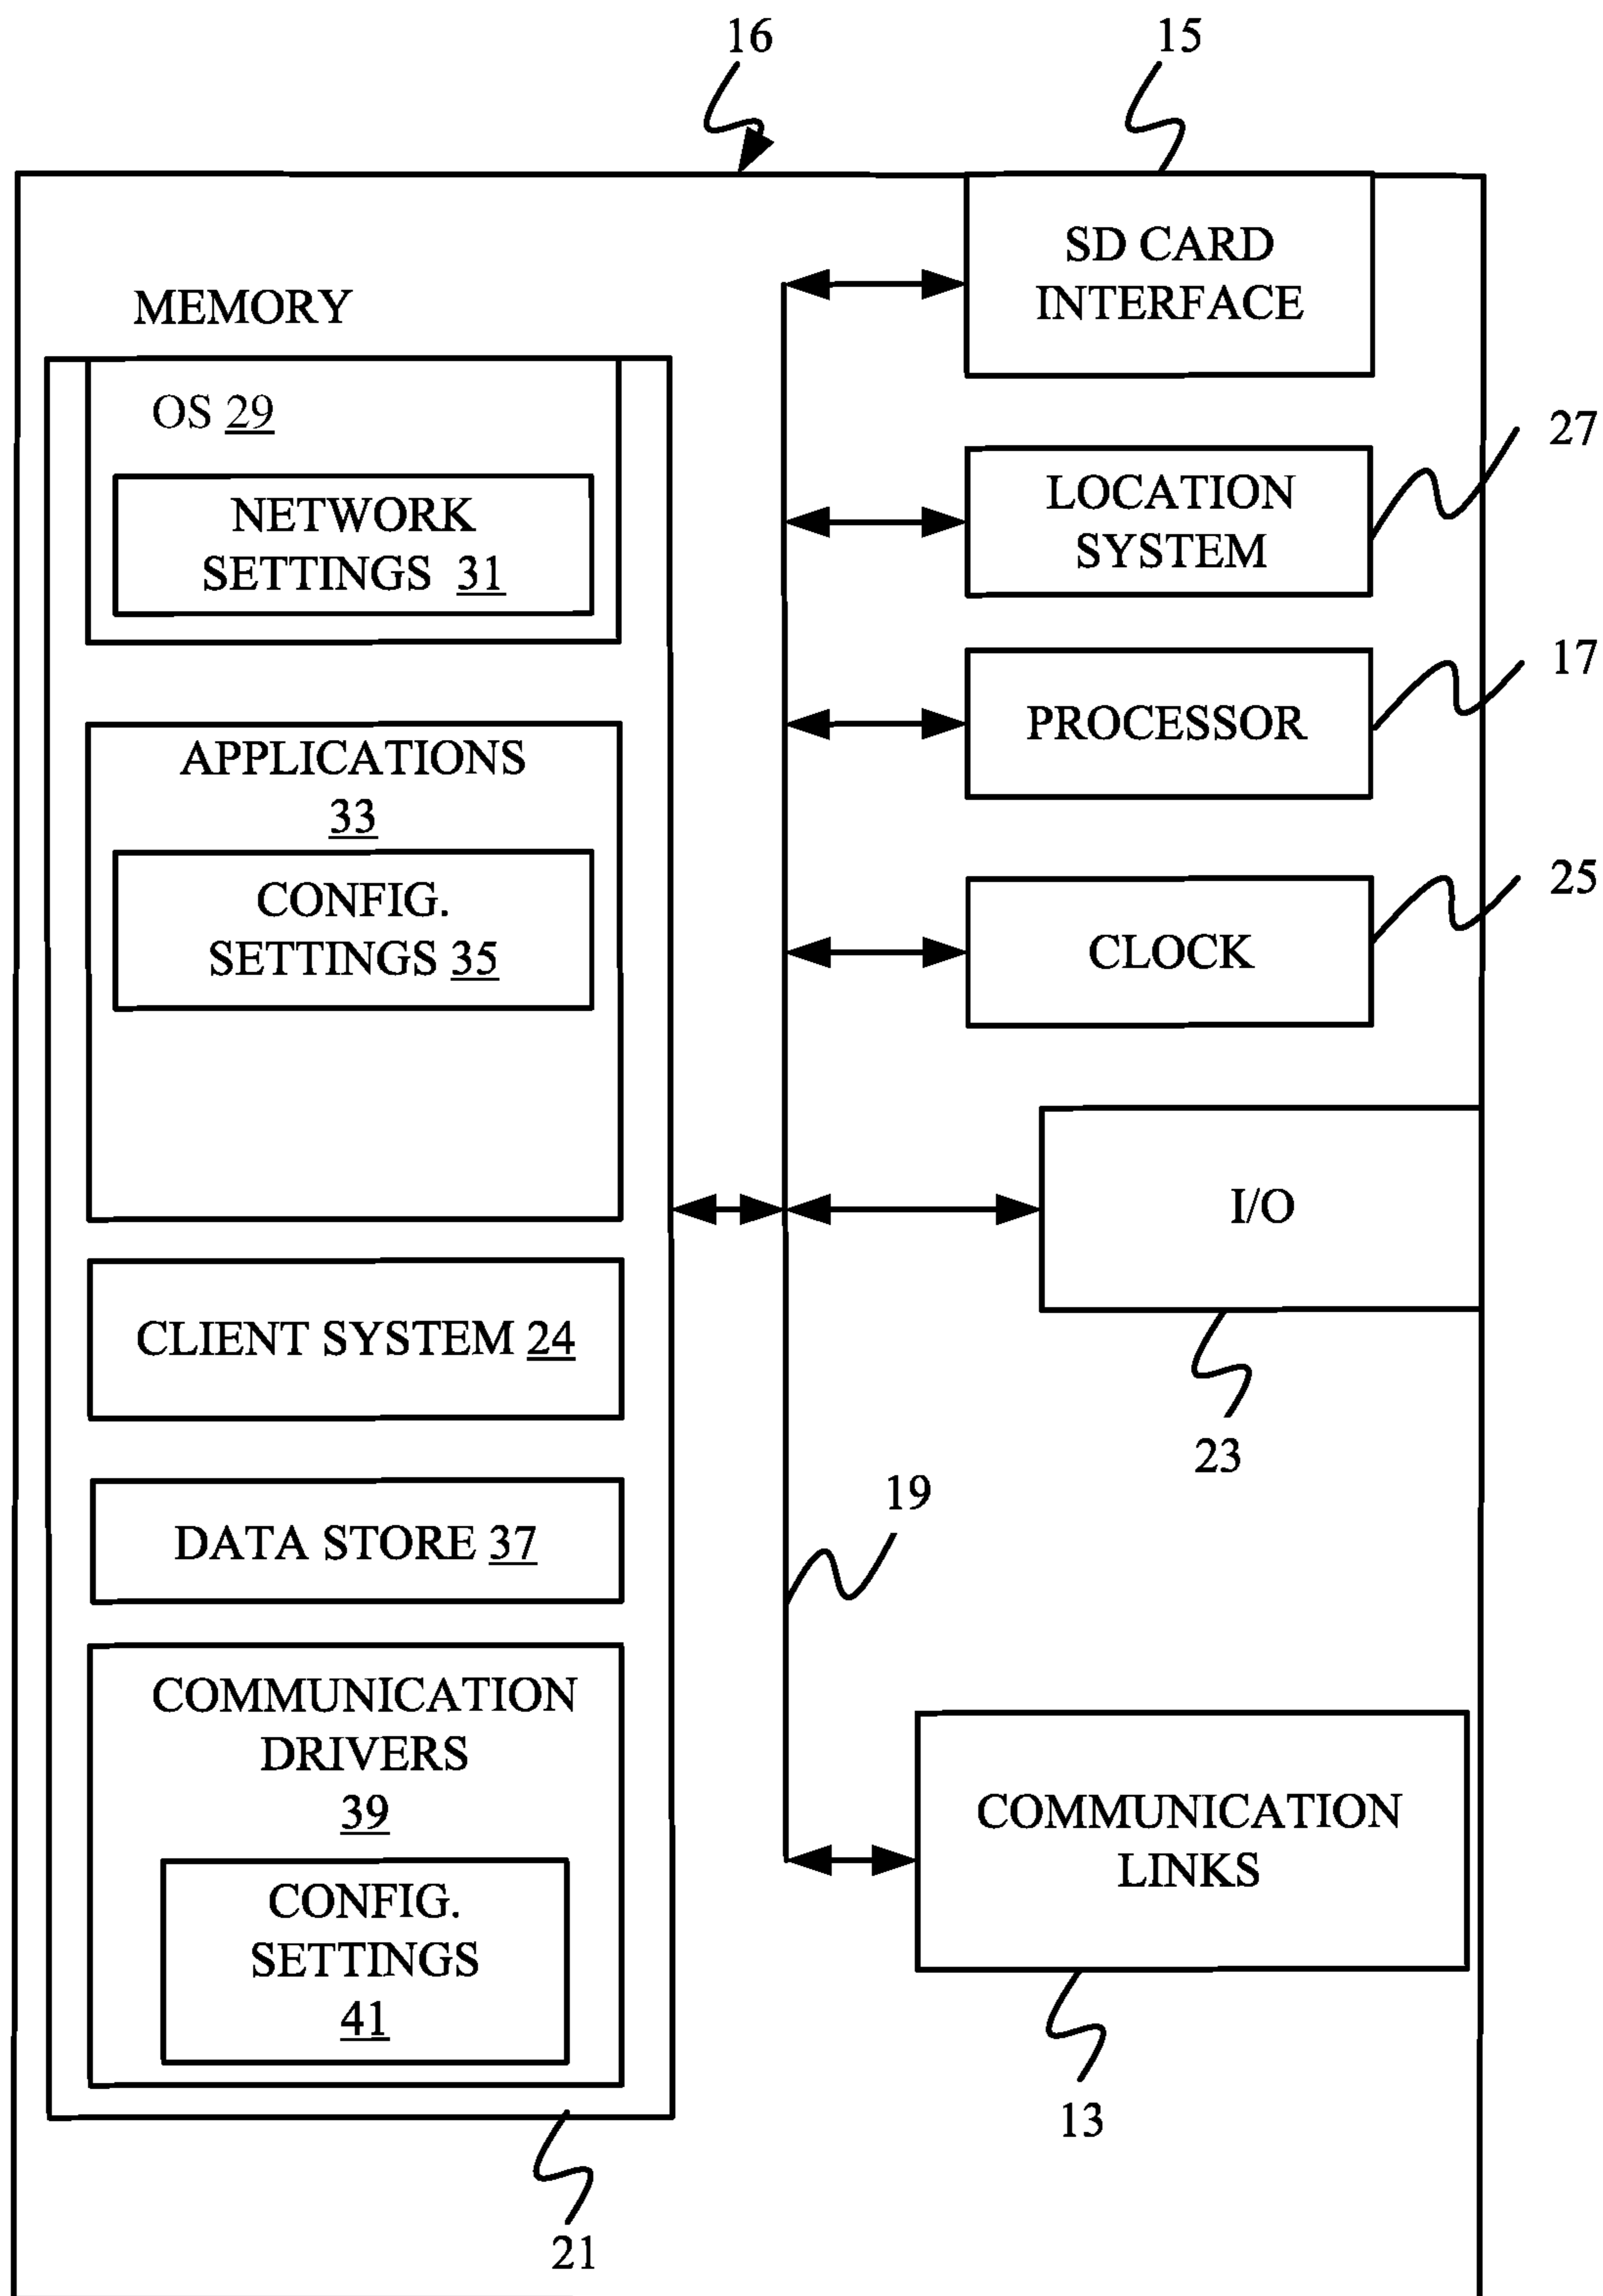 16
15
SD CARD
INTERFACE
MEMORY
OS 29
NETWORK
SETTINGS 31
27
LOCATION
SYSTEM
17
PROCESSOR
APPLICATIONS
33
CONFIG.
SETTINGS 35
25
CLOCK
I/O
23
CLIENT SYSTEM 24
19
DATA STORE 37
COMMUNICATION
DRIVERS
39
CONFIG.
SETTINGS
41
COMMUNICATION
LINKS
13
21